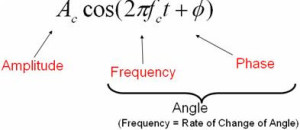 A_c cos(2πf_c t + ϕ)
Amplitude
Frequency
Phase
Angle
(Frequency = Rate of Change of Angle)